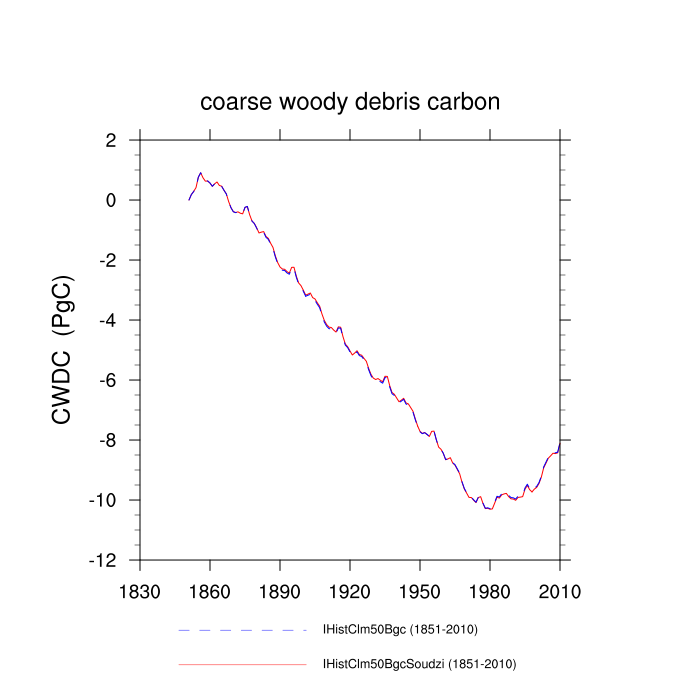 coarse woody debris carbon
2
0
-2
-4
-6
-8
-10
-12
CWDC (PgC)
1830 1860 1890 1920 1950 1980 2010
IHistClm50Bgc (1851-2010)
IHistClm50BgcSoudzi (1851-2010)